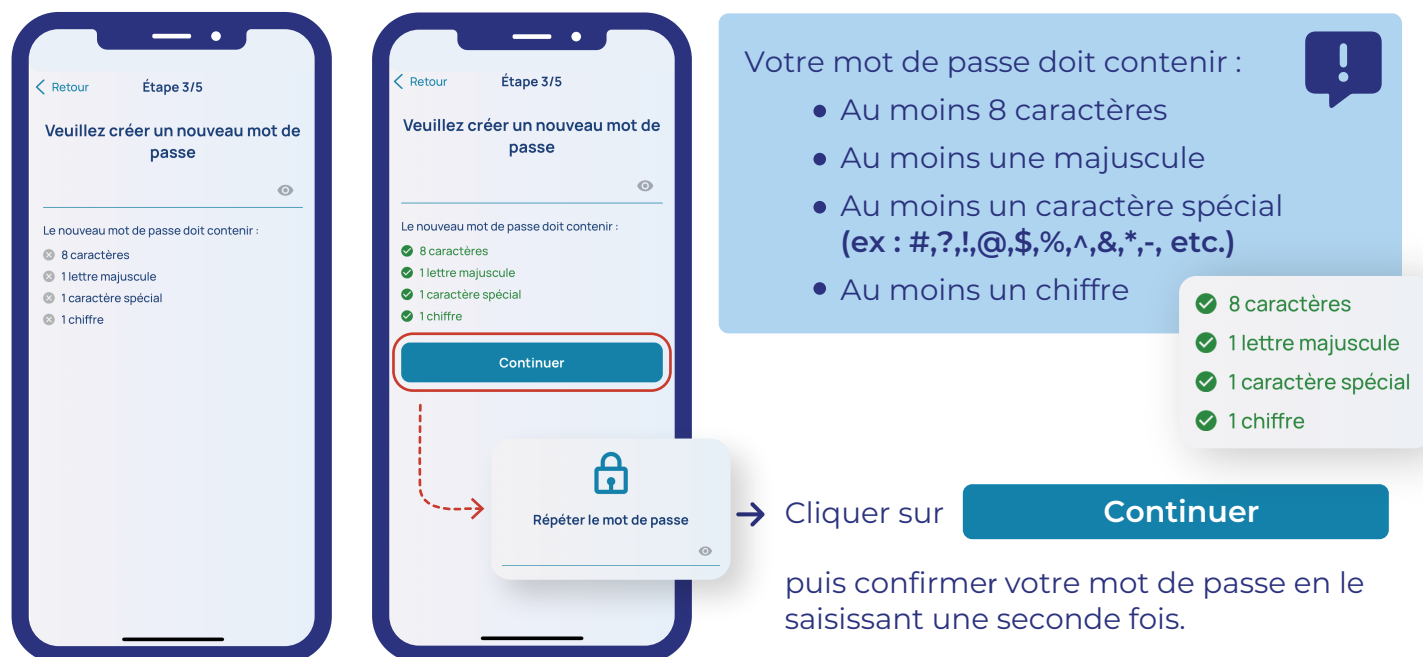 Retour
Étape 3/5
Veuillez créer un nouveau mot de
passe
Le nouveau mot de passe doit contenir :
8 caractères
1 lettre majuscule
1 caractère spécial
1 chiffre
Retour
Étape 3/5
Veuillez créer un nouveau mot de
passe
Le nouveau mot de passe doit contenir :
8 caractères
1 lettre majuscule
1 caractère spécial
1 chiffre
Continuer
Répéter le mot de passe
Votre mot de passe doit contenir :
• Au moins 8 caractères
• Au moins une majuscule
• Au moins un caractère spécial
(ex : #,?,!,@,$,%,^,&,*,-, etc.)
• Au moins un chiffre
!
8 caractères
1 lettre majuscule
1 caractère spécial
1 chiffre
→ Cliquer sur Continuer
puis confirmer votre mot de passe en le
saisissant une seconde fois.